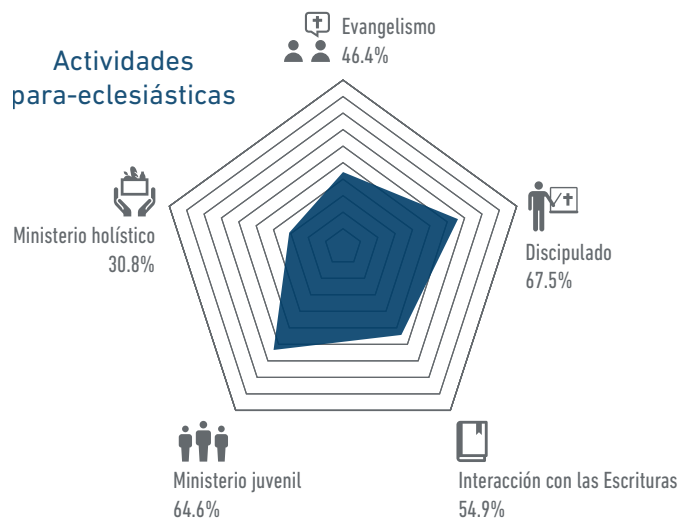 Actividades
para-eclesiásticas
Evangelismo
46.4%
Discipulado
67.5%
Interacción con las Escrituras
54.9%
Ministerio juvenil
64.6%
Ministerio holístico
30.8%